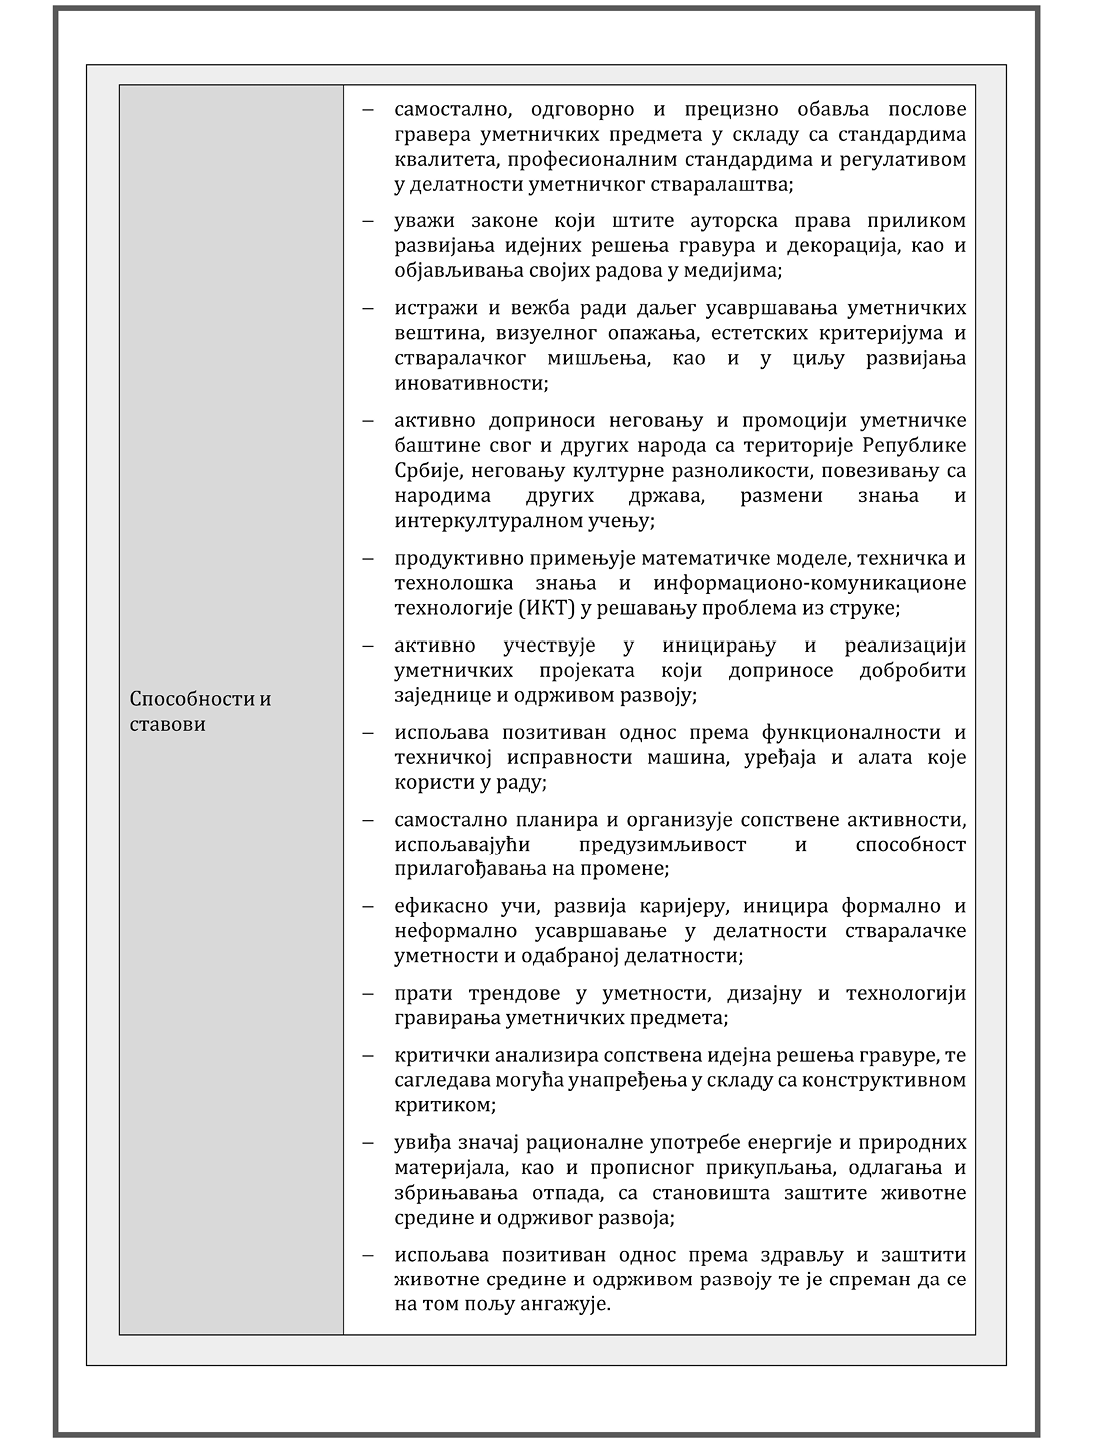 Способности и
ставови
– самостално, одговорно и прецизно обавља послове
гравера уметничких предмета у складу са стандардима
квалитета, професионалним стандардима и регулативом
у делатности уметничког стваралаштва;
– уважи законе који штите ауторска права приликом
развијања идејних решења гравура и декорација, као и
објављивања својих радова у медијима;
– истражи и вежба ради даљег усавршавања уметничких
вештина, визуелног опажања, естетских критеријума и
стваралачког мишљења, као и у циљу развијања
иновативности;
– активно доприноси неговању и промоцији уметничке
баштине свог и других народа са територије Републике
Србије, неговању културне разноликости, повезивању са
народима других држава, размени знања и
интеркултуралном учењу;
– продуктивно примењује математичке моделе, техничка и
технолошка знања и информационо-комуникационе
технологије (ИКТ) у решавању проблема из струке;
– активно учествује у иницирању и реализацији
уметничких пројеката који доприносе добробити
заједнице и одрживом развоју;
– испољава позитиван однос према функционалности и
техничкој исправности машина, уређаја и алата које
користи у раду;
– самостално планира и организује сопствене активности,
испољавајући предузимљивост и способност
прилагођавања на промене;
– ефикасно учи, развија каријеру, иницира формално и
неформално усавршавање у делатности стваралачке
уметности и одабраној делатности;
– прати трендове у уметности, дизајну и технологији
гравирања уметничких предмета;
– критички анализира сопствена идејна решења гравуре, те
сагледава могућа унапређења у складу са конструктивном
критиком;
– увиђа значај рационалне употребе енергије и природних
материјала, као и прописног прикупљања, одлагања и
збрињавања отпада, са становишта заштите животне
средине и одрживог развоја;
– испољава позитиван однос према здрављу и заштити
животне средине и одрживом развоју те је спреман да се
на том пољу ангажује.